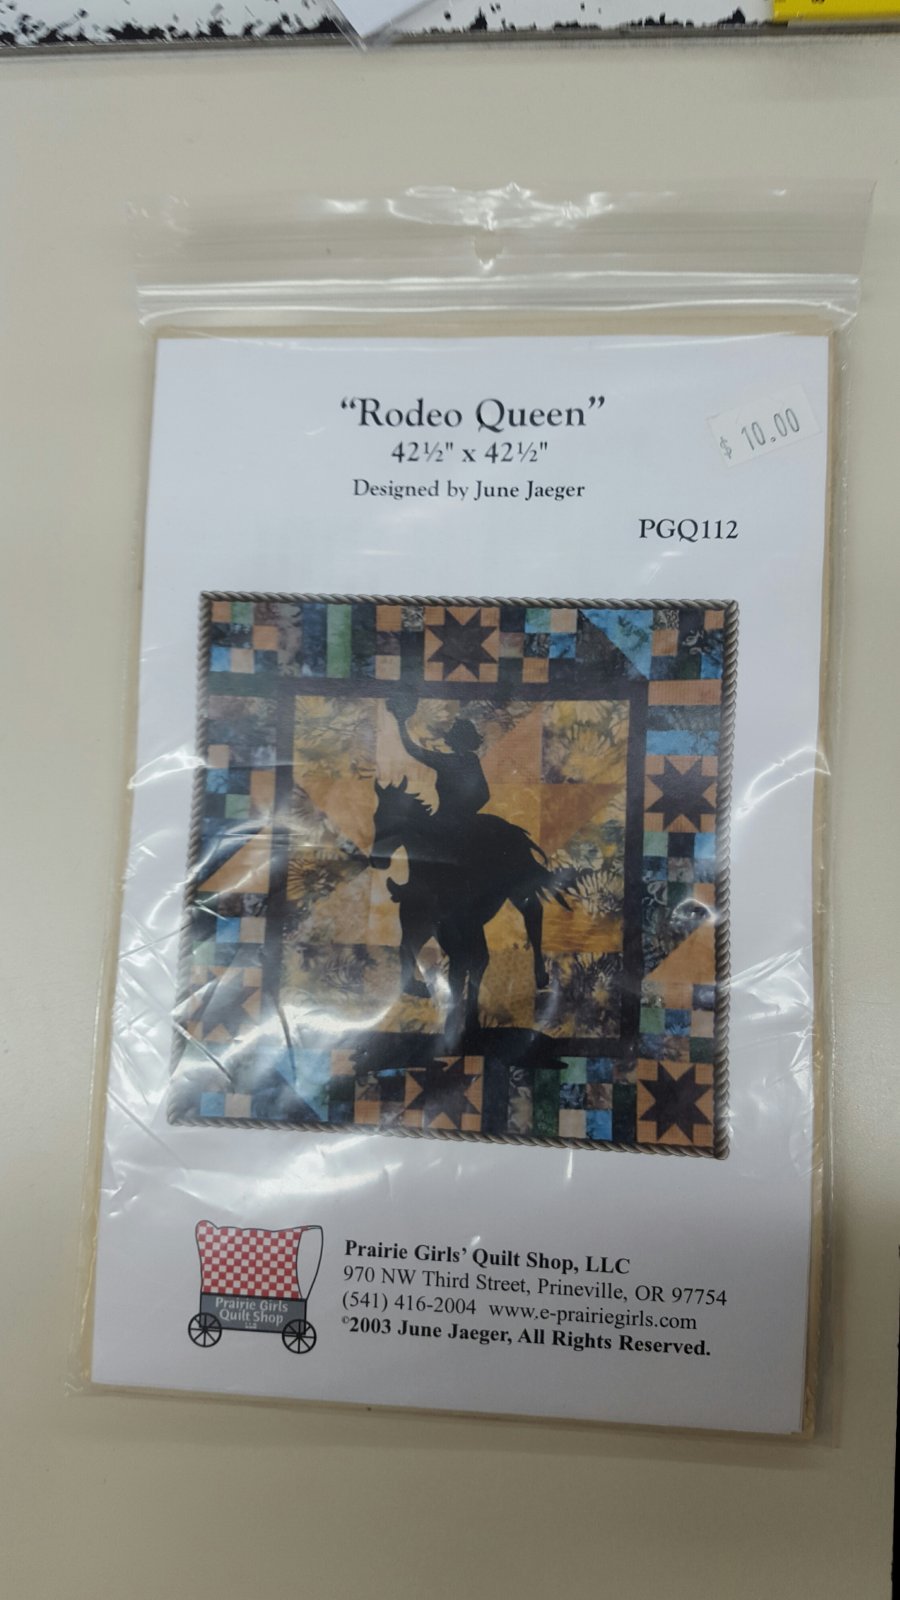 “Rodeo Queen”
42½" x 42½"
Designed by June Jaeger
$ 10.00
PGQ112
Prairie Girls
Quilt Shop
LLC
Prairie Girls’ Quilt Shop, LLC
970 NW Third Street, Prineville, OR 97754
(541) 416-2004 www.e-prairiegirls.com
©2003 June Jaeger, All Rights Reserved.